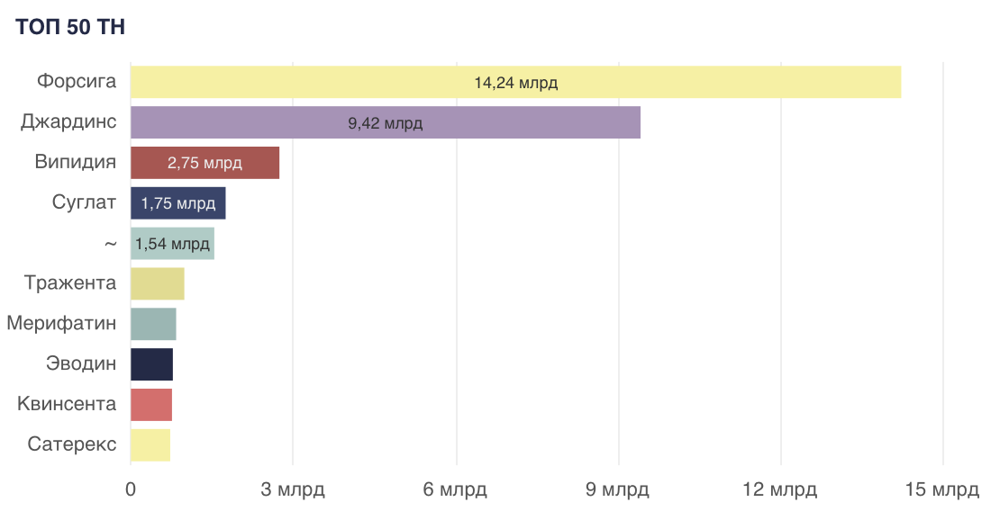 ТОП 50 ТН
Форсига 14,24 млрд
Джардинс 9,42 млрд
Випидия 2,75 млрд
Суглат 1,75 млрд
~ 1,54 млрд
Тражента
Мерифатин
Эводин
Квинсента
Сатерекс
0 3 млрд 6 млрд 9 млрд 12 млрд 15 млрд